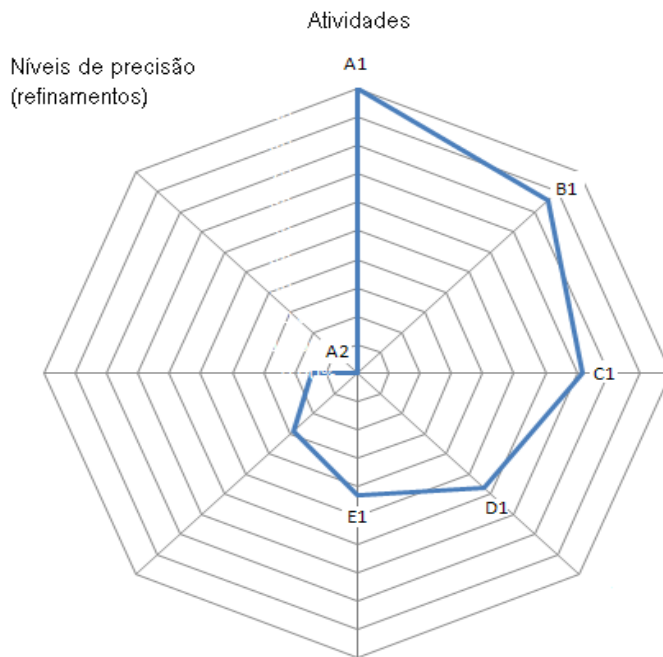 Atividades
Níveis de precisão
(refinamentos)
A1
B1
A2
C1
D1
E1